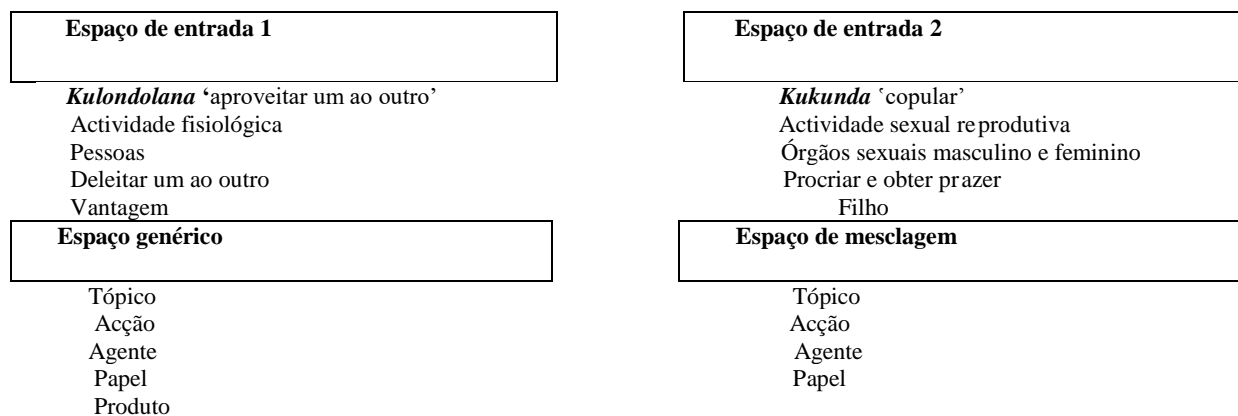 Espaço de entrada 1
Kulondolana ‘aproveitar um ao outro’
Actividade fisiológica
Pessoas
Deleitar um ao outro
Vantagem
Espaço de entrada 2
Kukunda ‛copular’
Actividade sexual reprodutiva
Órgãos sexuais masculino e feminino
Procriar e obter prazer
Filho
Espaço genérico
Tópico
Acção
Agente
Papel
Produto
Espaço de mesclagem
Tópico
Acção
Agente
Papel